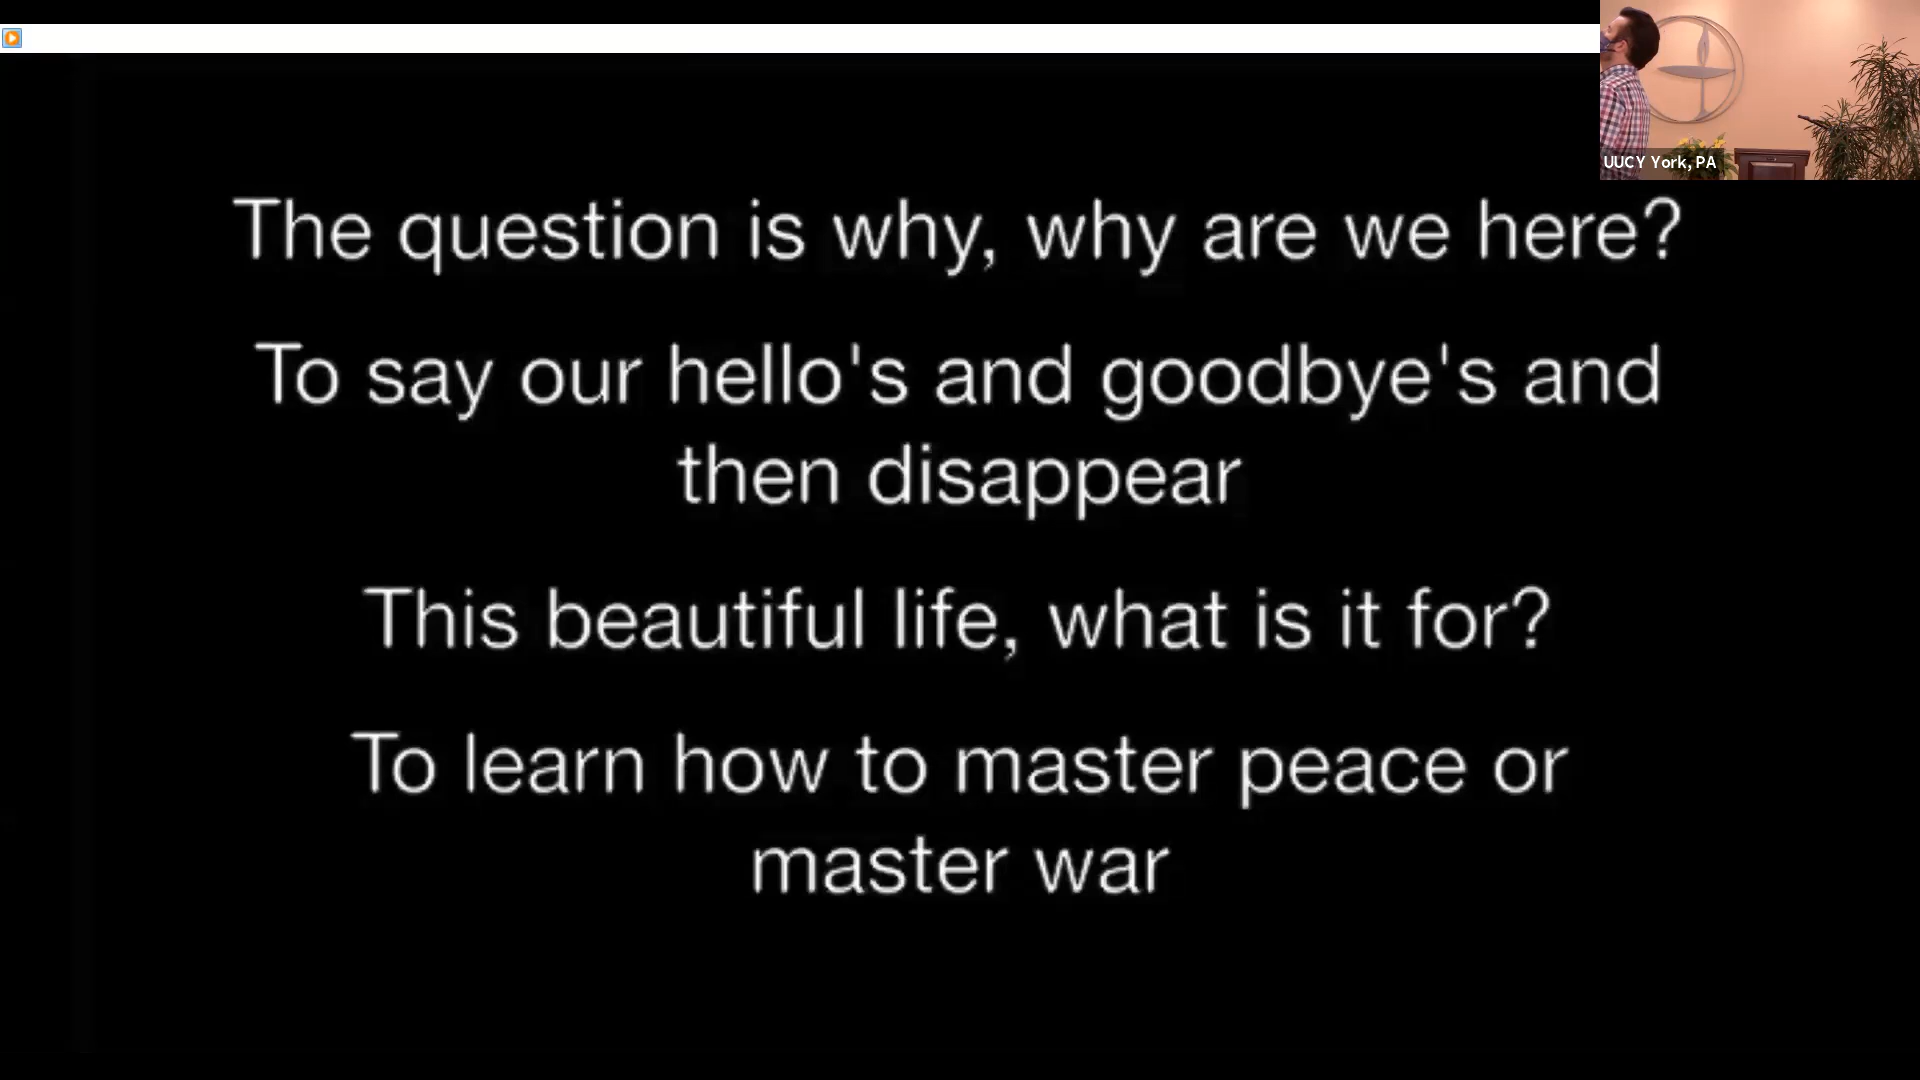 UUCY York, PA
The question is why, why are we here?
To say our hello's and goodbye's and
then disappear
This beautiful life, what is it for?
To learn how to master peace or
master war